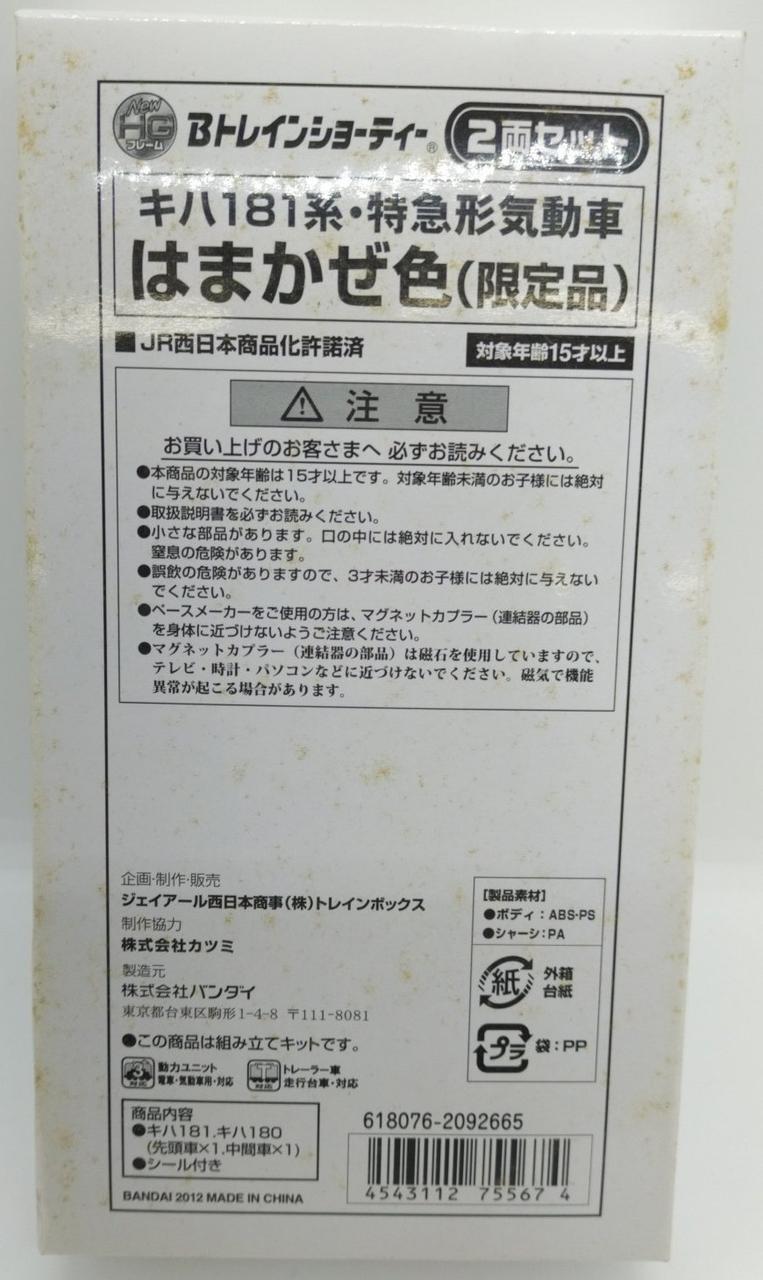 New
HG
フレーム
Bトレインショーティー®
2両セット
キハ181系・特急形気動車
はまかぜ色(限定品)
■JR西日本商品化許諾済
対象年齢15才以上
注 意
お買い上げのお客さまへ 必ずお読みください。
●本商品の対象年齢は15才以上です。対象年齢未満のお子様には絶対
に与えないでください。
●取扱説明書を必ずお読みください。
●小さな部品があります。口の中には絶対に入れないでください。
窒息の危険があります。
●誤飲の危険がありますので、3才未満のお子様には絶対に与えない
でください。
●ペースメーカーをご使用の方は、マグネットカプラー(連結器の部品)
を身体に近づけないようご注意ください。
●マグネットカプラー(連結器の部品)は磁石を使用していますので、
テレビ・時計・パソコンなどに近づけないでください。磁気で機能
異常が起こる場合があります。
企画・制作・販売
ジェイアール西日本商事(株)トレインボックス
制作協力
株式会社カツミ
製造元
株式会社バンダイ
東京都台東区駒形1-4-8 〒111-8081
●この商品は組み立てキットです。
3
対応
動力ユニット
電車・気動車用・対応
対応
トレーラー車
走行台車・対応
【製品素材】
●ボディ:ABS・PS
●シャーシ:PA
紙
外箱
台紙
プラ
袋:PP
商品内容
●キハ181,キハ180
(先頭車×1,中間車×1)
●シール付き
BANDAI 2012 MADE IN CHINA
618076-2092665
4543112 75567 4